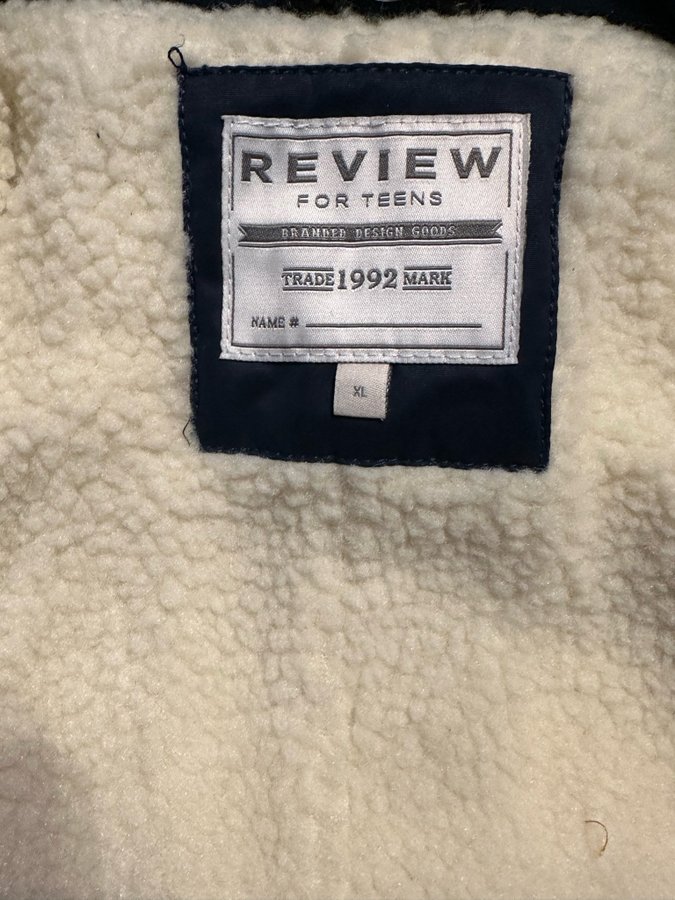 REVIEW
FOR TEENS
BRANDED DESIGN GOODS
TRADE 1992 MARK
NAME #
XL